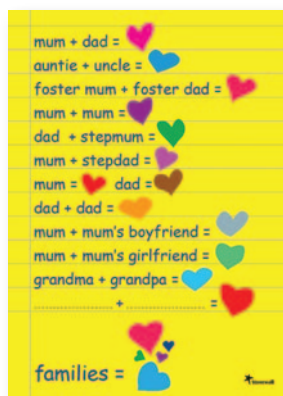 mum + dad =
auntie + uncle =
foster mum + foster dad =
mum + mum =
dad + stepmum =
mum + stepdad =
mum = dad =
dad + dad =
mum + mum's boyfriend =
mum + mum's girlfriend =
grandma + grandpa =
.................... + .................... =
families =